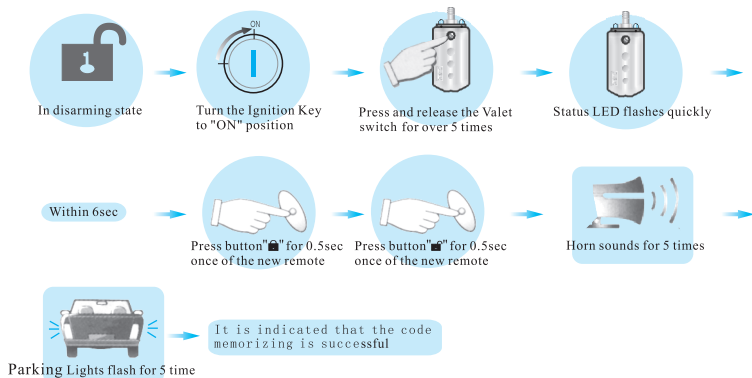 1
ON
In disarming state
Turn the Ignition Key
to "ON" position
Press and release the Valet
switch for over 5 times
Status LED flashes quickly
Within 6sec
Press button"🔒" for 0.5sec
once of the new remote
Press button"🔓" for 0.5sec
once of the new remote
Horn sounds for 5 times
Parking Lights flash for 5 time
It is indicated that the code
memorizing is successful